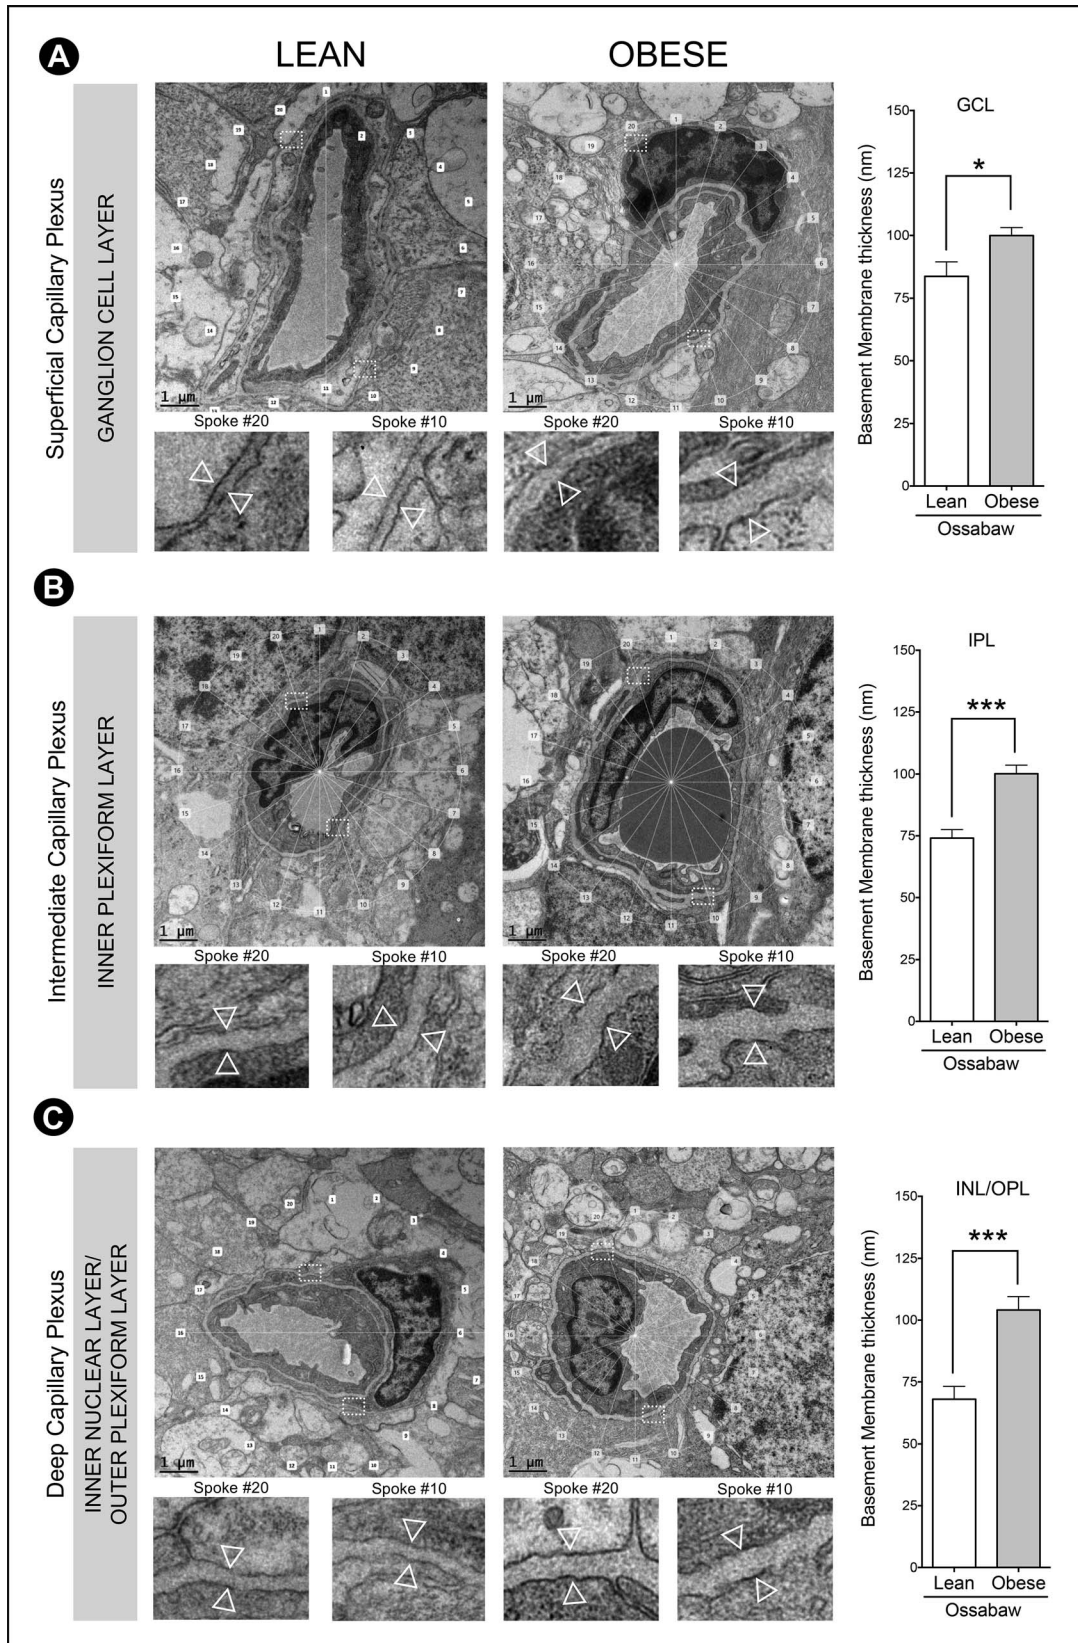 LEAN
OBESE
A
Superficial Capillary Plexus
GANGLION CELL LAYER
1 μm
1 μm
Spoke #20
Spoke #10
Spoke #20
Spoke #10
GCL
Basement Membrane thickness (nm)
150
125
100
75
50
25
0
*
Lean
Obese
Ossabaw
B
Intermediate Capillary Plexus
INNER PLEXIFORM LAYER
1 μm
1 μm
Spoke #20
Spoke #10
Spoke #20
Spoke #10
IPL
Basement Membrane thickness (nm)
150
125
100
75
50
25
0
***
Lean
Obese
Ossabaw
C
Deep Capillary Plexus
INNER NUCLEAR LAYER/
OUTER PLEXIFORM LAYER
1 μm
1 μm
Spoke #20
Spoke #10
Spoke #20
Spoke #10
INL/OPL
Basement Membrane thickness (nm)
150
125
100
75
50
25
0
***
Lean
Obese
Ossabaw